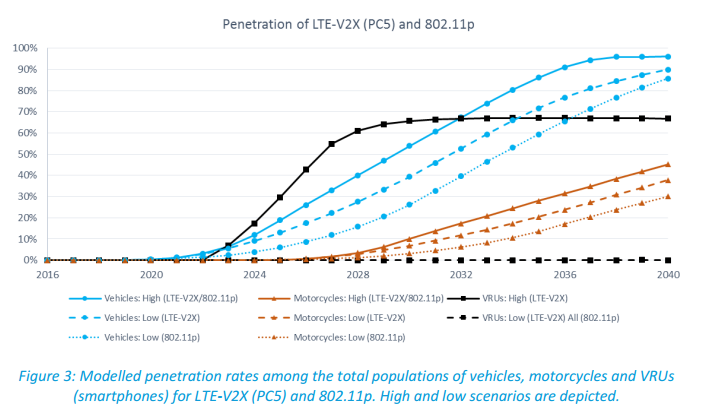 Penetration of LTE-V2X (PC5) and 802.11p
100%
90%
80%
70%
60%
50%
40%
30%
20%
10%
0%
2016 2020 2024 2028 2032 2036 2040
Vehicles: High (LTE-V2X/802.11p) Motorcycles: High (LTE-V2X/802.11p) VRUs: High (LTE-V2X)
Vehicles: Low (LTE-V2X) Motorcycles: Low (LTE-V2X) VRUs: Low (LTE-V2X) All (802.11p)
Vehicles: Low (802.11p) Motorcycles: Low (802.11p)
Figure 3: Modelled penetration rates among the total populations of vehicles, motorcycles and VRUs
(smartphones) for LTE-V2X (PC5) and 802.11p. High and low scenarios are depicted.